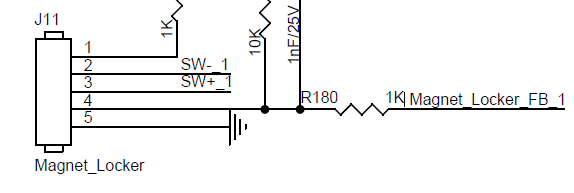 J11
1K
10K
1nF/25V
1
2
SW-_1
3
SW+_1
4
R180
1K
Magnet_Locker_FB_1
5
Magnet_Locker